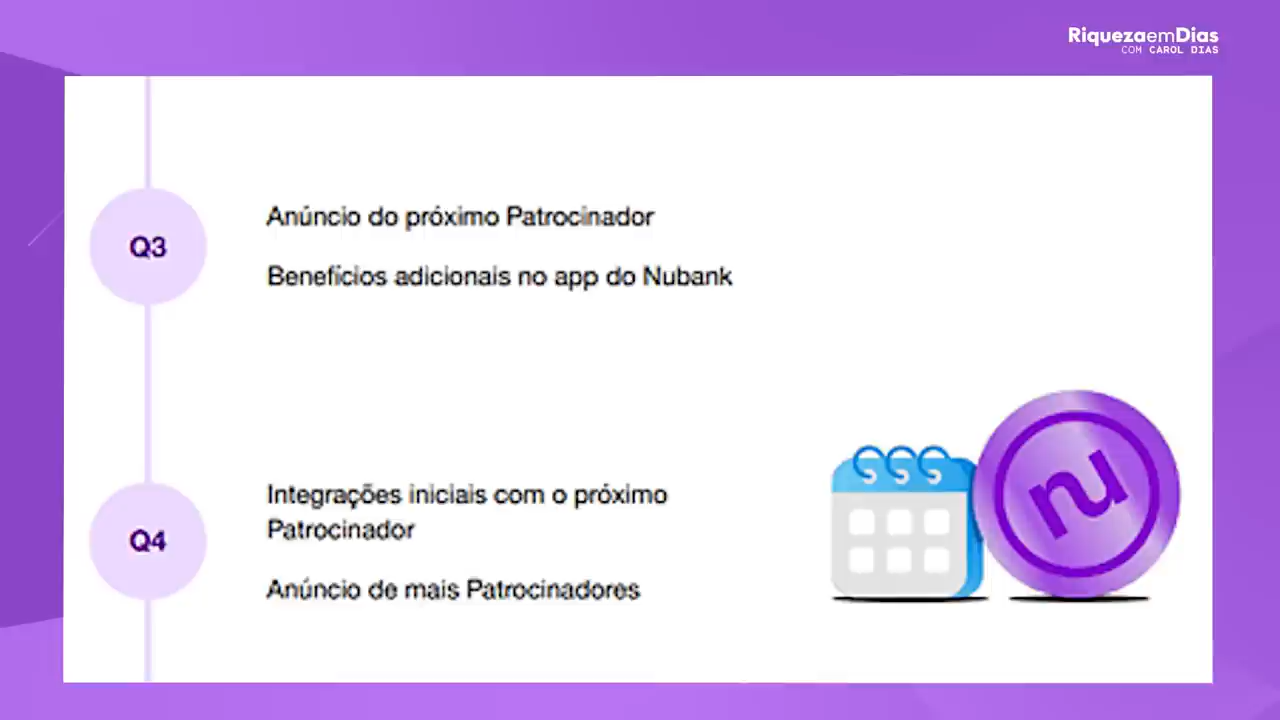 RiquezaemDias
COM CAROL DIAS
Q3
Anúncio do próximo Patrocinador
Benefícios adicionais no app do Nubank
Q4
Integrações iniciais com o próximo
Patrocinador
Anúncio de mais Patrocinadores
nu